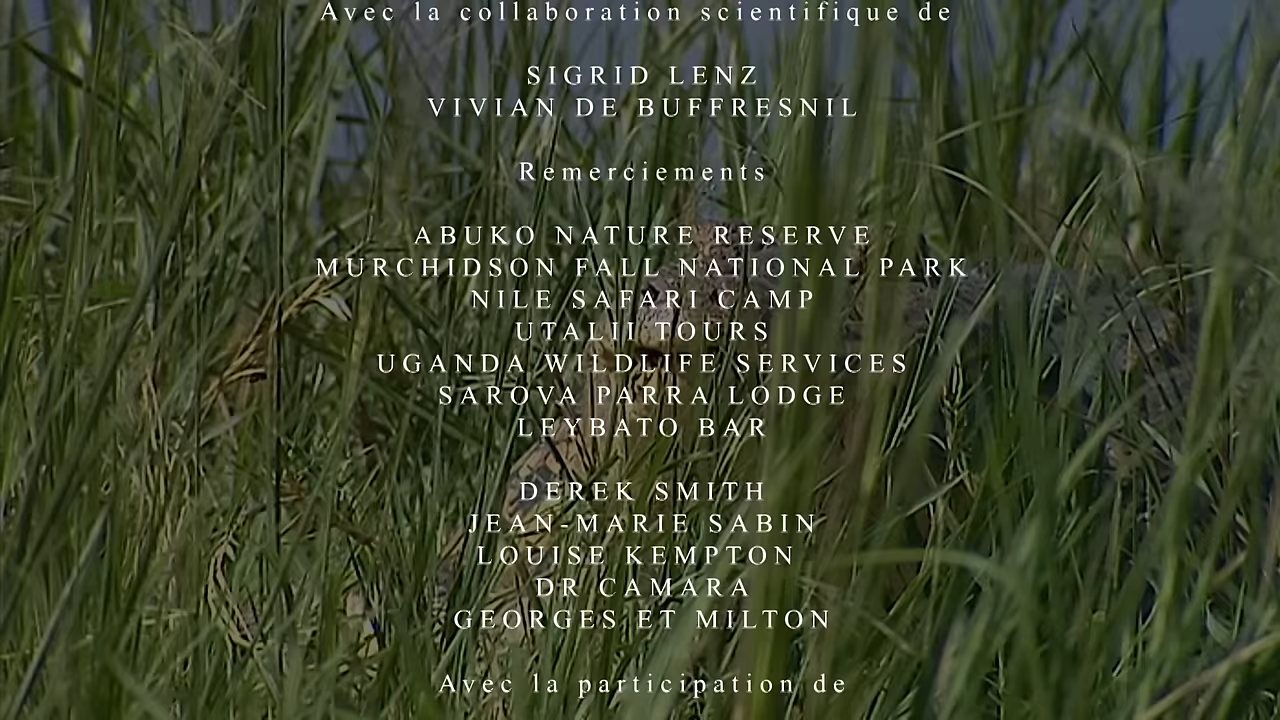 Avec la collaboration scientifique de
SIGRID LENZ
VIVIAN DE BUFFRESNIL
Remerciements
ABUKO NATURE RESERVE
MURCHIDSON FALL NATIONAL PARK
NILE SAFARI CAMP
UTALII TOURS
UGANDA WILDLIFE SERVICES
SAROVA PARRA LODGE
LEYBATO BAR
DEREK SMITH
JEAN-MARIE SABIN
LOUISE KEMPTON
DR CAMARA
GEORGES ET MILTON
Avec la participation de